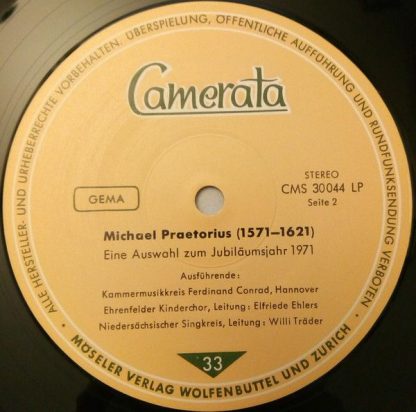 ALLE HERSTELLER- UND URHEBERRECHTE VORBEHALTEN, ÜBERSPIELUNG, ÖFFENTLICHE AUFFÜHRUNG UND RUNDFUNKSENDUNG VERBOTEN
Camerata
GEMA
STEREO
CMS 30044 LP
Seite 2
Michael Praetorius (1571–1621)
Eine Auswahl zum Jubiläumsjahr 1971
Ausführende:
Kammermusikkreis Ferdinand Conrad, Hannover
Ehrenfelder Kinderchor, Leitung: Elfriede Ehlers
Niedersächsischer Singkreis, Leitung: Willi Träder
33
MÖSELER VERLAG WOLFENBÜTTEL UND ZÜRICH